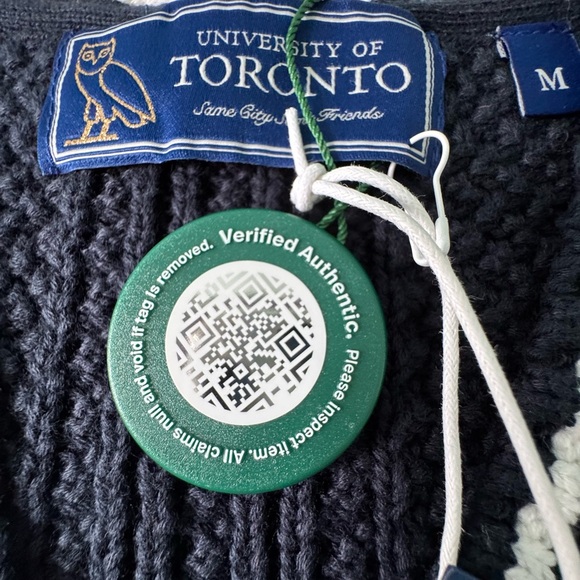 UNIVERSITY OF
TORONTO
Same City New Friends
M
Verified Authentic.
Please inspect item. All claims null and void if tag is removed.